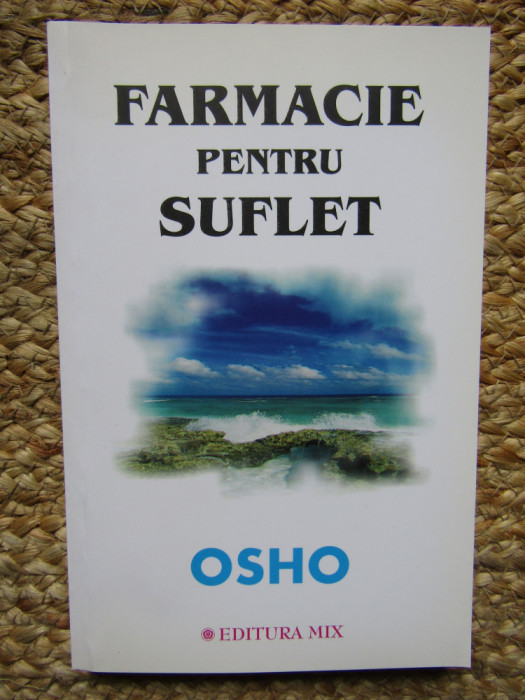 FARMACIE
PENTRU
SUFLET
OSHO
EDITURA MIX